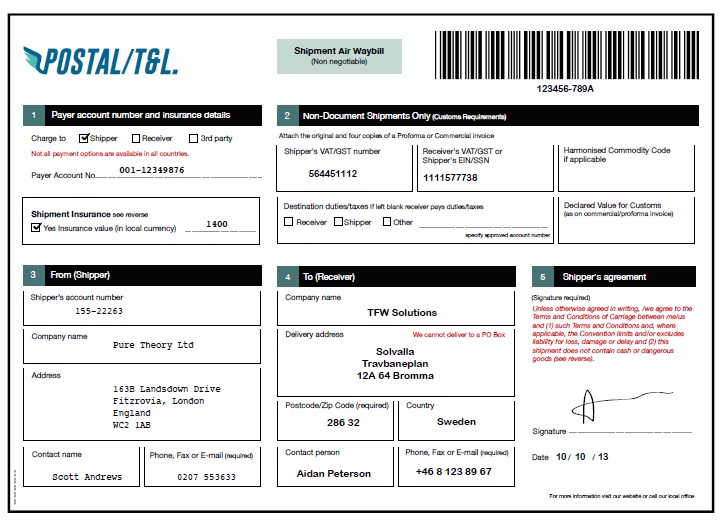 POSTAL/T&L.
Shipment Air Waybill
(Non negotiable)
123456-789A
1 Payer account number and insurance details
Charge to Shipper Receiver 3rd party
Not all payment options are available in all countries.
Payer Account No. 001-12349876
Shipment Insurance see reverse
Yes Insurance value (in local currency) 1400
2 Non-Document Shipments Only (Customs Requirements)
Attach the original and four copies of a Proforma or Commercial invoice
Shipper's VAT/GST number
564451112
Receiver's VAT/GST or
Shipper's EIN/SSN
1111577738
Harmonised Commodity Code
if applicable
Destination duties/taxes If left blank receiver pays duties/taxes
Receiver Shipper Other
specify approved account number
Declared Value for Customs
(as on commercial/proforma invoice)
3 From (Shipper)
Shipper's account number
155-22263
Company name
Pure Theory Ltd
Address
163B Landsdown Drive
Fitzrovia, London
England
WC2 1AB
Contact name
Scott Andrews
Phone, Fax or E-mail (required)
0207 553633
4 To (Receiver)
Company name
TFW Solutions
Delivery address We cannot deliver to a PO Box
Solvalla
Travbaneplan
12A 64 Bromma
Postcode/Zip Code (required)
286 32
Country
Sweden
Contact person
Aidan Peterson
Phone, Fax or E-mail (required)
+46 8 123 89 67
5 Shipper's agreement
(Signature required)
Unless otherwise agreed in writing, /we agree to the
Terms and Conditions of Carriage between me/us
and (1) such Terms and Conditions and, where
applicable, the Convention limits and/or excludes
liability for loss, damage or delay and (2) this
shipment does not contain cash or dangerous
goods (see reverse).
Signature
Date 10/ 10 / 13
For more information visit our website or call our local office